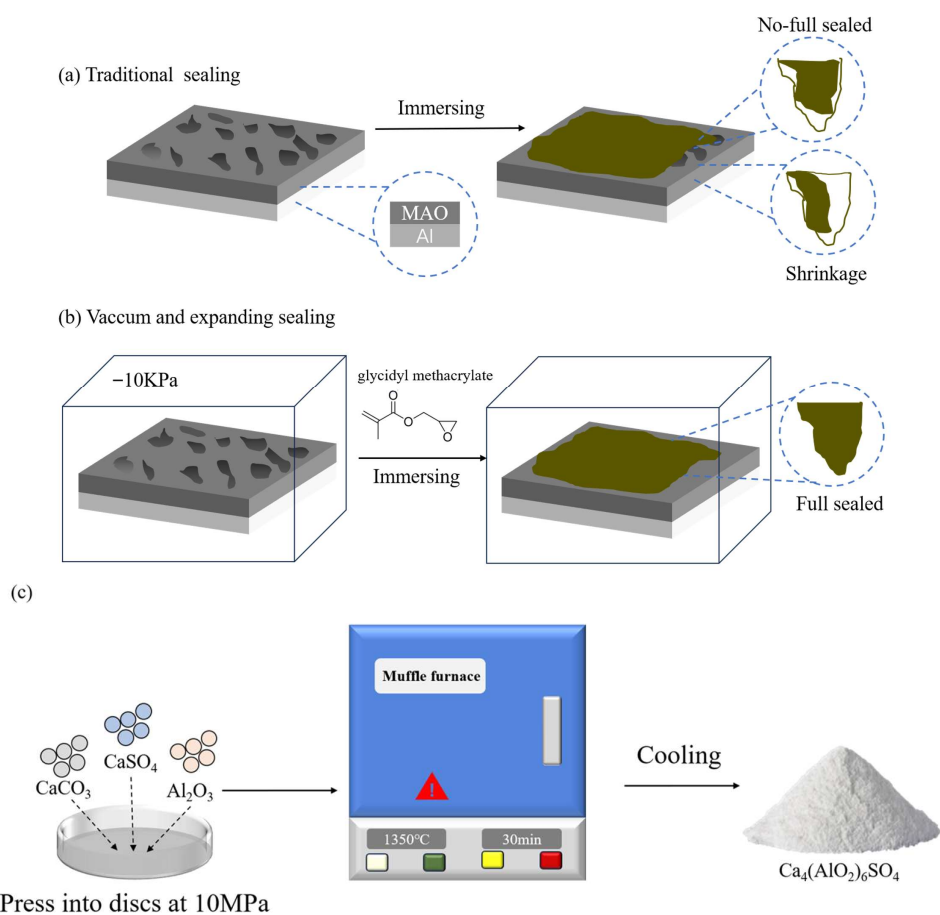 No-full sealed
(a) Traditional sealing
Immersing
MAO
Al
Shrinkage
(b) Vaccum and expanding sealing
−10KPa
glycidyl methacrylate
O
O
O
Immersing
Full sealed
(c)
Muffle furnace
CaSO₄
CaCO₃
Al₂O₃
!
Cooling
1350°C
30min
Ca₄(AlO₂)₆SO₄
Press into discs at 10MPa